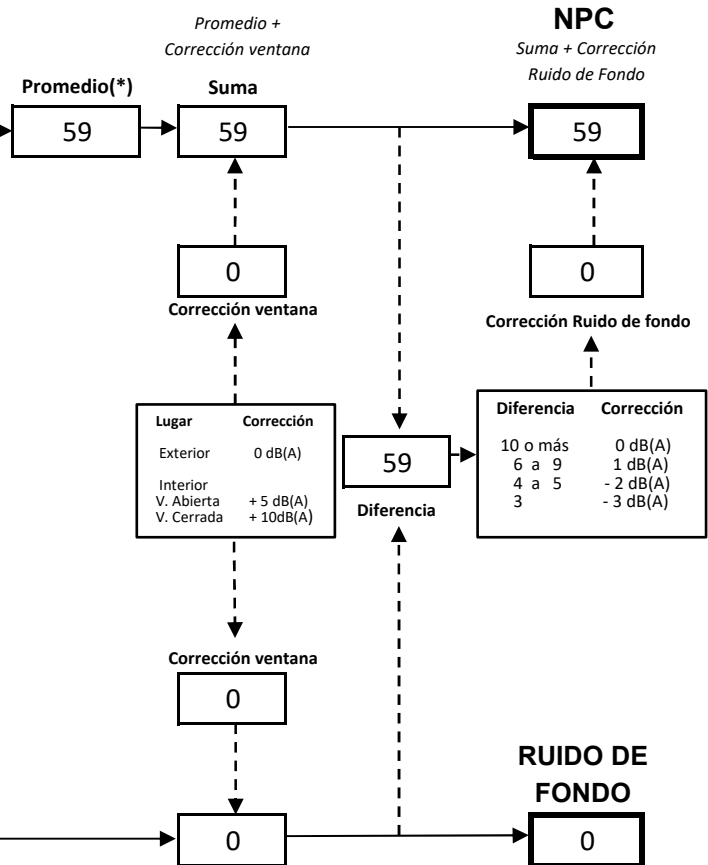 Promedio +
Corrección ventana
NPC
Suma + Corrección
Ruido de Fondo
Promedio(*)
Suma
59
59
59
0
Corrección ventana
0
Corrección Ruido de fondo
Lugar Corrección
Exterior 0 dB(A)
Interior
V. Abierta + 5 dB(A)
V. Cerrada + 10dB(A)
59
Diferencia
Diferencia Corrección
10 o más 0 dB(A)
6 a 9 1 dB(A)
4 a 5 - 2 dB(A)
3 - 3 dB(A)
Corrección ventana
0
0
RUIDO DE
FONDO
0